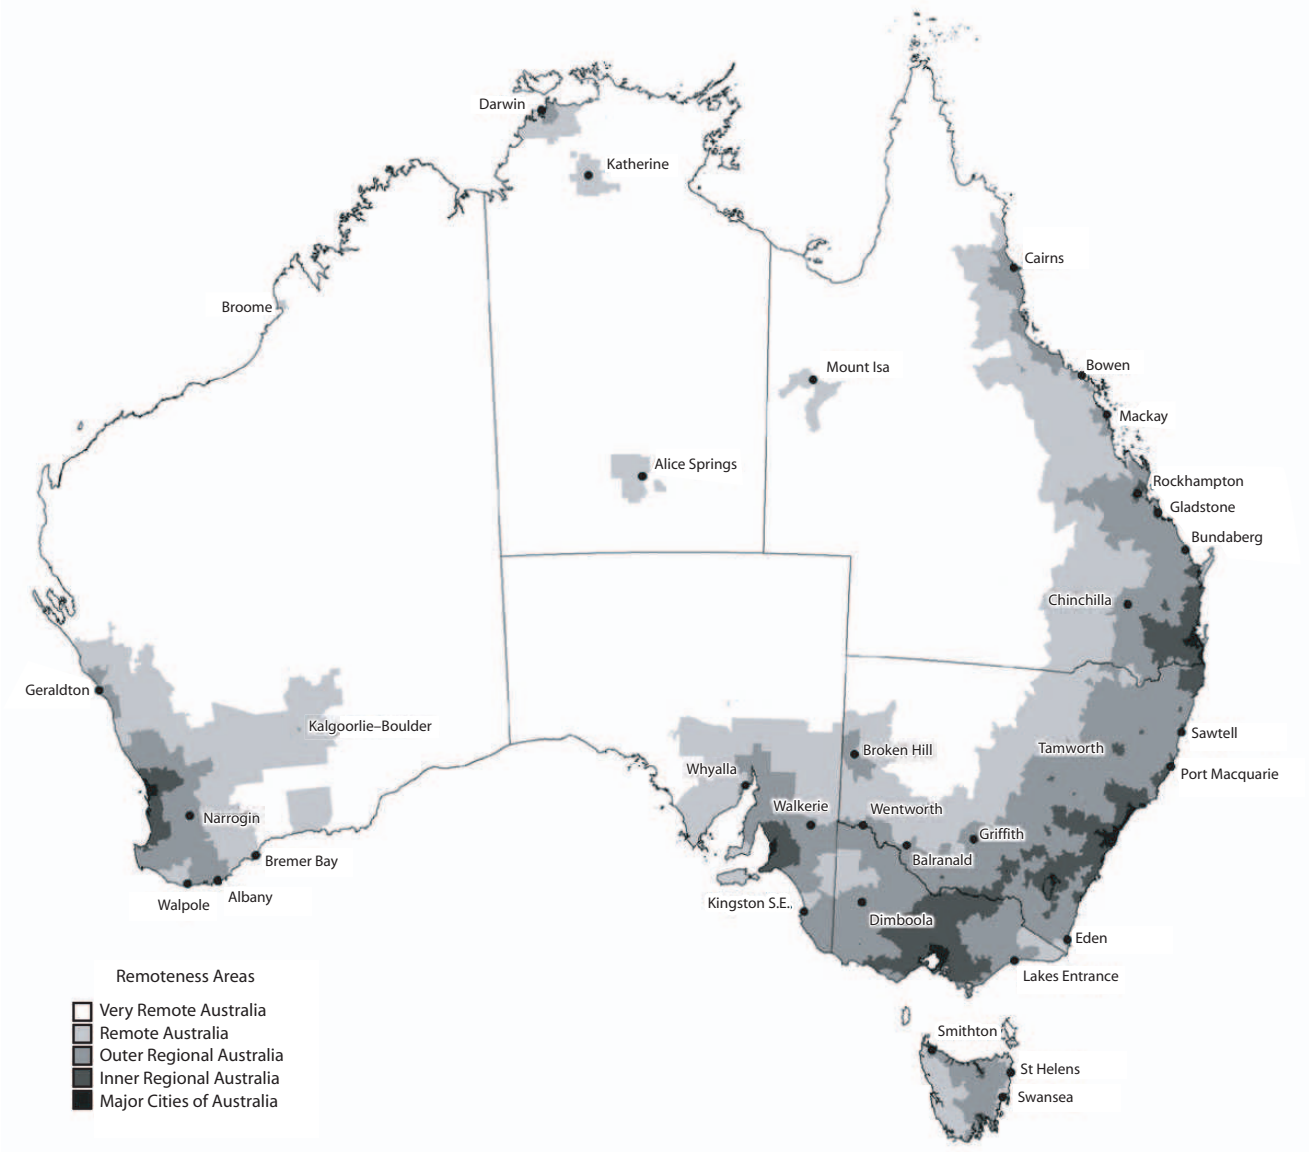 Darwin
Katherine
Cairns
Broome
Mount Isa
Bowen
Mackay
Alice Springs
Rockhampton
Gladstone
Bundaberg
Chinchilla
Geraldton
Kalgoorlie–Boulder
Broken Hill
Tamworth
Sawtell
Whyalla
Port Macquarie
Walkerie
Wentworth
Narrogin
Griffith
Bremer Bay
Balranald
Albany
Walpole
Kingston S.E.,
Dimboola
Eden
Lakes Entrance
Remoteness Areas
Very Remote Australia
Remote Australia
Outer Regional Australia
Inner Regional Australia
Major Cities of Australia
Smithton
St Helens
Swansea